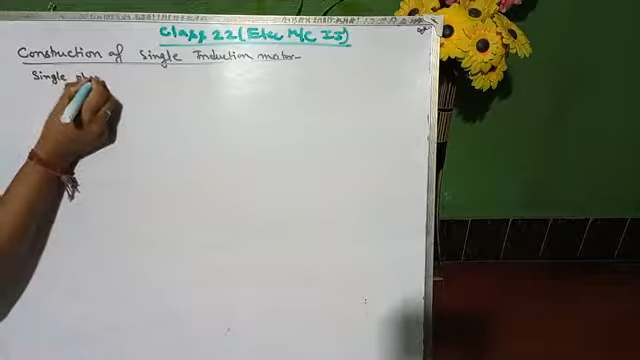 Class 22 (Elec M/C II)
Construction of Single Induction motor-
Single